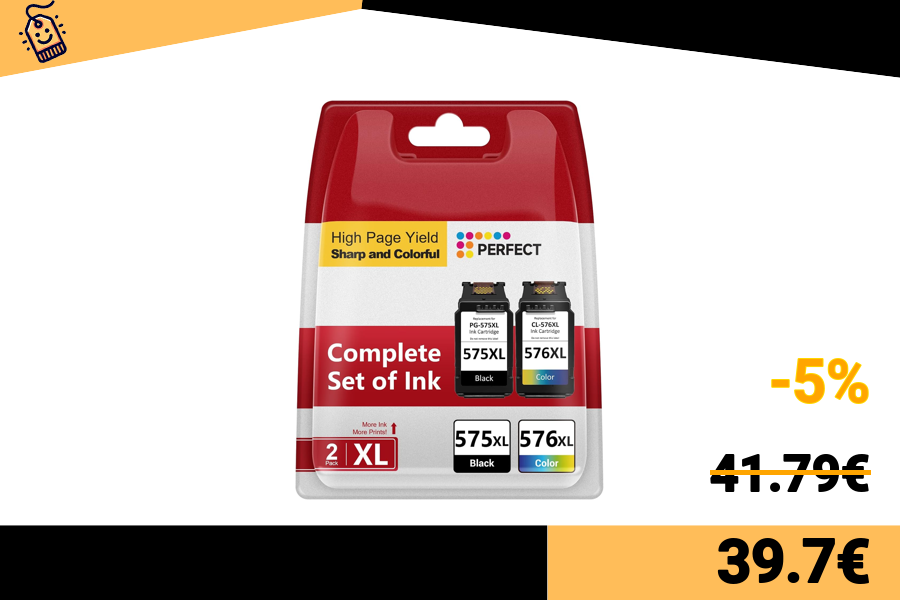 High Page Yield
Sharp and Colorful
PERFECT
Replacement for
PG-575XL
Ink Cartridge
575XL
Black
Replacement for
CL-576XL
Ink Cartridge
576XL
Color
Complete
Set of Ink
More Ink
More Prints!
2
Pack
XL
575XL
Black
576XL
Color
-5%
41.79€
39.7€